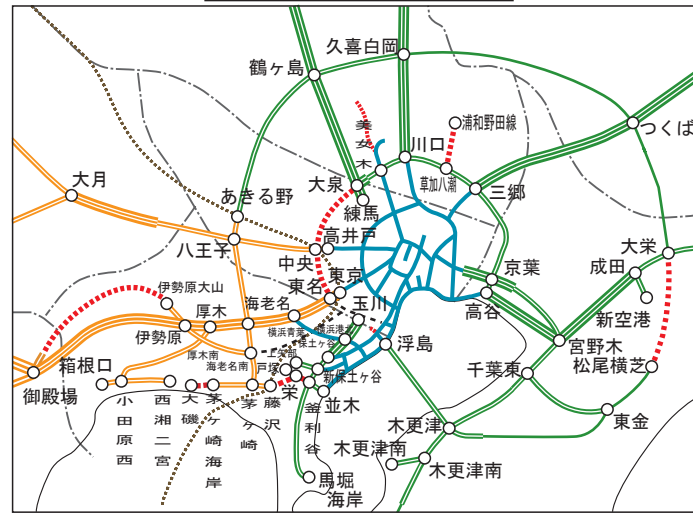 久喜白岡
鶴ヶ島
つくば
浦和野田線
美女木
川口
草加八潮
三郷
大泉
練馬
大月
あきる野
八王子
高井戸
中央
東京
東名
大栄
成田
京葉
高谷
新空港
伊勢原大山
厚木
海老名
玉川
横浜青葉
横浜港北
保土ヶ谷
伊勢原
浮島
宮野木
松尾横芝
厚木南
海老名南
上矢部
戸塚
箱根口
御殿場
新保土ヶ谷
栄
千葉東
小田原西
西湘二宮
大磯
茅ヶ崎海岸
茅ヶ崎
藤沢
釜利谷
並木
東金
木更津
木更津南
木更津南
馬堀
海岸